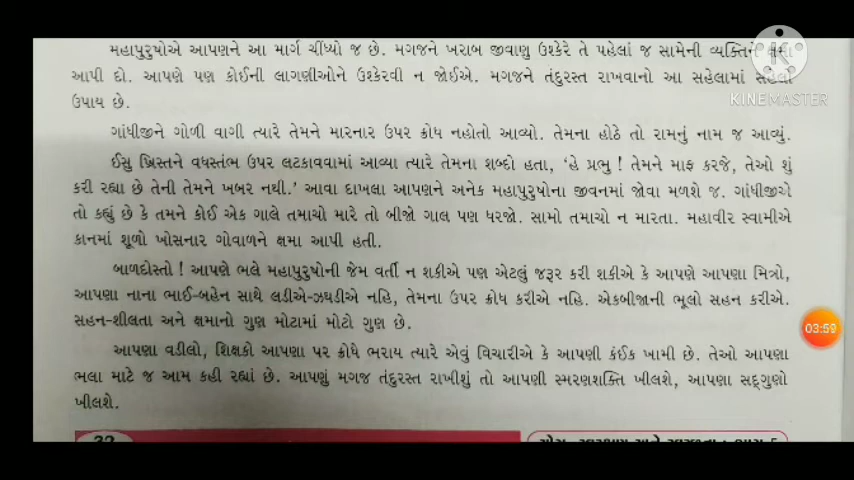 મહાપુરુષોએ આપણને આ માર્ગ ચીંધ્યો જ છે. મગજને ખરાબ જીવાણુ ઉશ્કેરે તે પહેલાં જ સામેની વ્યક્તિને ક્ષમા
આપી દો. આપણે પણ કોઈની લાગણીઓને ઉશ્કેરવી ન જોઈએ. મગજને તંદુરસ્ત રાખવાનો આ સહેલામાં સહેલો
ઉપાય છે.
ગાંધીજીને ગોળી વાગી ત્યારે તેમને મારનાર ઉપર ક્રોધ નહોતો આવ્યો. તેમના હોઠે તો રામનું નામ જ આવ્યું.
ઈસુ ખ્રિસ્તને વધસ્તંભ ઉપર લટકાવવામાં આવ્યા ત્યારે તેમના શબ્દો હતા, ‘હે પ્રભુ ! તેમને માફ કરજે, તેઓ શું
કરી રહ્યા છે તેની તેમને ખબર નથી.’ આવા દાખલા આપણને અનેક મહાપુરુષોના જીવનમાં જોવા મળશે જ. ગાંધીજીએ
તો કહ્યું છે કે તમને કોઈ એક ગાલે તમાચો મારે તો બીજો ગાલ પણ ધરજો. સામો તમાચો ન મારતા. મહાવીર સ્વામીએ
કાનમાં શૂળો ખોસનાર ગોવાળને ક્ષમા આપી હતી.
બાળદોસ્તો ! આપણે ભલે મહાપુરુષોની જેમ વર્તી ન શકીએ પણ એટલું જરૂર કરી શકીએ કે આપણે આપણા મિત્રો,
આપણા નાના ભાઈ-બહેન સાથે લડીએ-ઝઘડીએ નહિ, તેમના ઉપર ક્રોધ કરીએ નહિ. એકબીજાની ભૂલો સહન કરીએ.
સહન-શીલતા અને ક્ષમાનો ગુણ મોટામાં મોટો ગુણ છે.
આપણા વડીલો, શિક્ષકો આપણા પર ક્રોધે ભરાય ત્યારે એવું વિચારીએ કે આપણી કંઈક ખામી છે. તેઓ આપણા
ભલા માટે જ આમ કહી રહ્યાં છે. આપણું મગજ તંદુરસ્ત રાખીશું તો આપણી સ્મરણશક્તિ ખીલશે, આપણા સદ્ગુણો
ખીલશે.
KINEMASTER
03:59